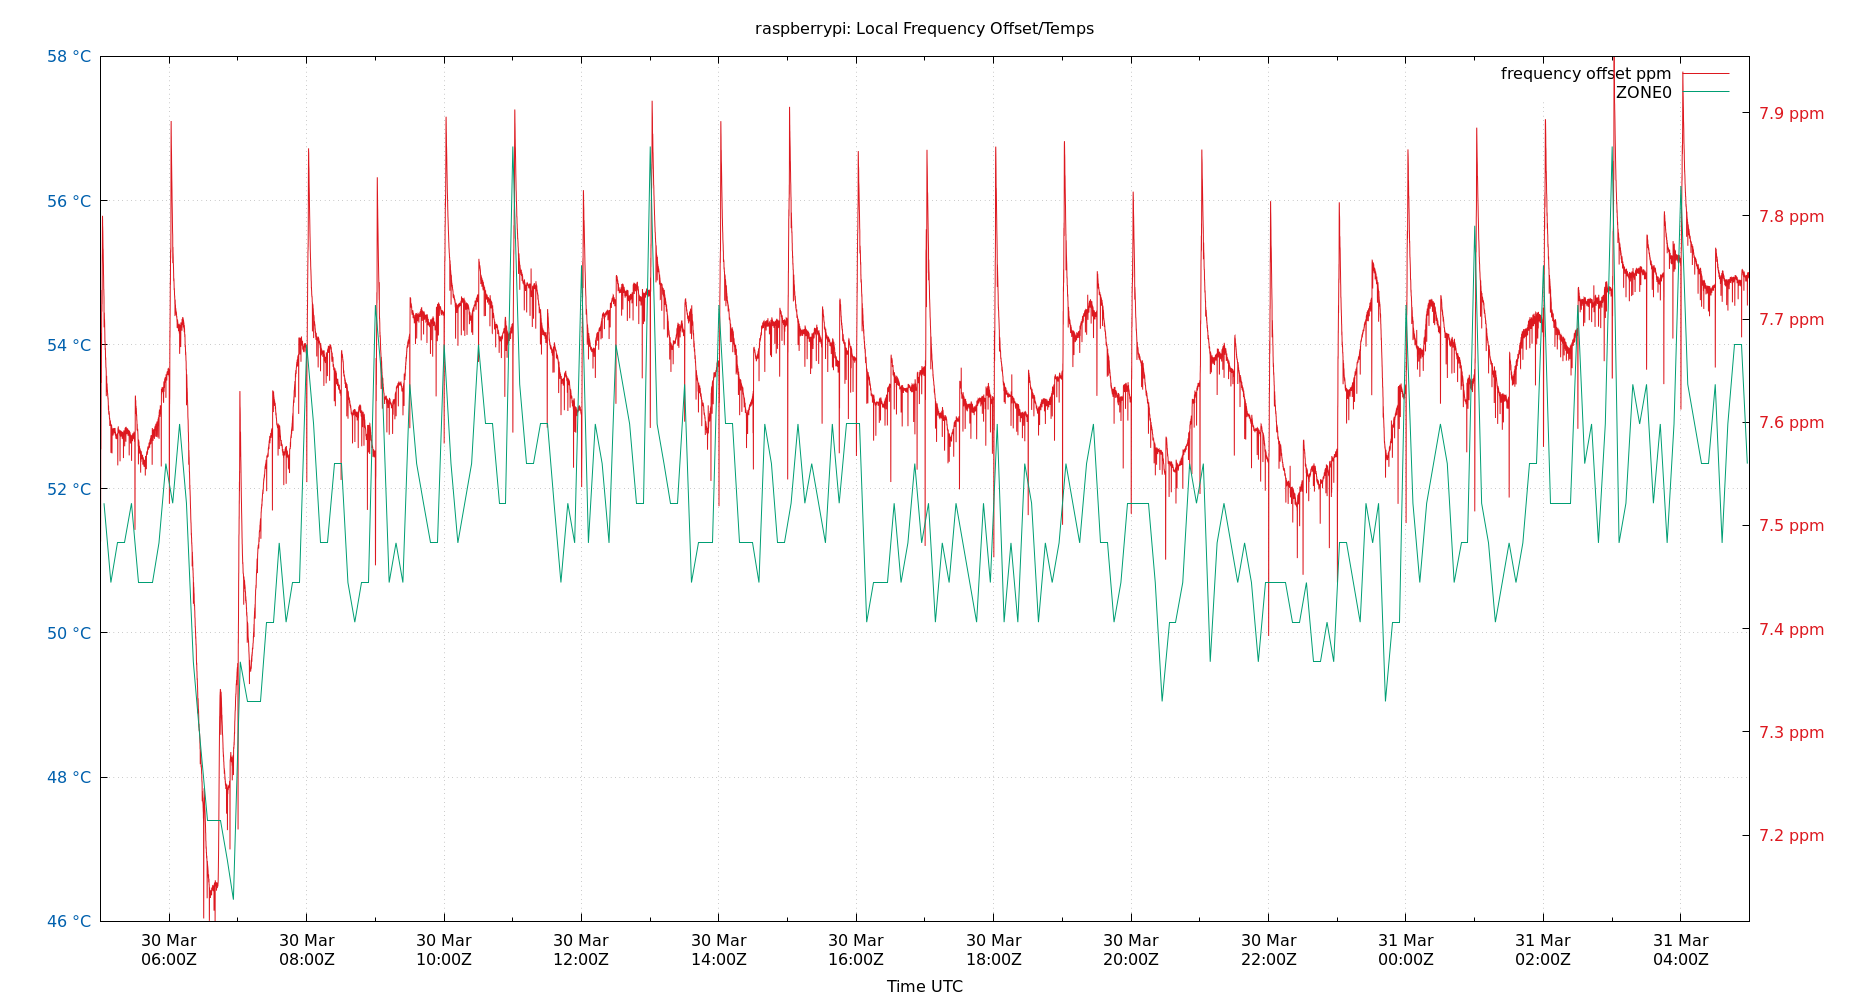 raspberrypi: Local Frequency Offset/Temps
frequency offset ppm
ZONE0
58 °C
56 °C
54 °C
52 °C
50 °C
48 °C
46 °C
7.9 ppm
7.8 ppm
7.7 ppm
7.6 ppm
7.5 ppm
7.4 ppm
7.3 ppm
7.2 ppm
30 Mar
06:00Z
30 Mar
08:00Z
30 Mar
10:00Z
30 Mar
12:00Z
30 Mar
14:00Z
30 Mar
16:00Z
30 Mar
18:00Z
30 Mar
20:00Z
30 Mar
22:00Z
31 Mar
00:00Z
31 Mar
02:00Z
31 Mar
04:00Z
Time UTC